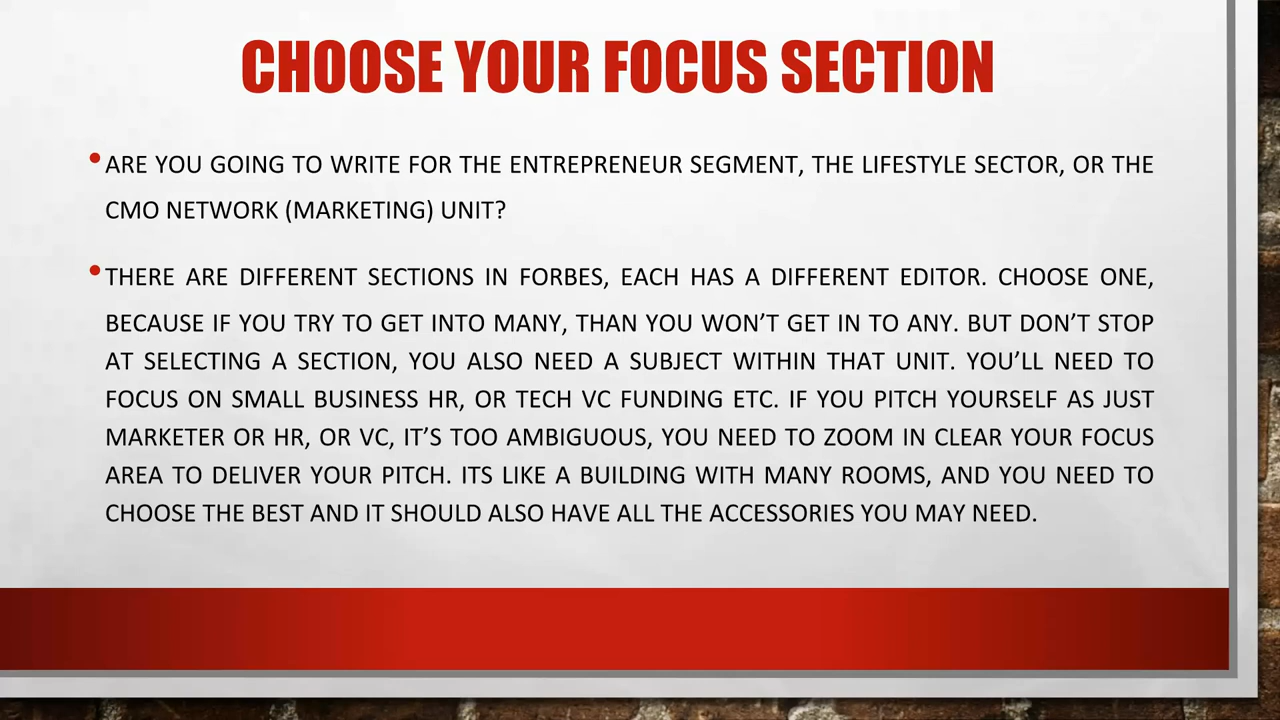 CHOOSE YOUR FOCUS SECTION
•ARE YOU GOING TO WRITE FOR THE ENTREPRENEUR SEGMENT, THE LIFESTYLE SECTOR, OR THE
CMO NETWORK (MARKETING) UNIT?
•THERE ARE DIFFERENT SECTIONS IN FORBES, EACH HAS A DIFFERENT EDITOR. CHOOSE ONE,
BECAUSE IF YOU TRY TO GET INTO MANY, THAN YOU WON’T GET IN TO ANY. BUT DON’T STOP
AT SELECTING A SECTION, YOU ALSO NEED A SUBJECT WITHIN THAT UNIT. YOU’LL NEED TO
FOCUS ON SMALL BUSINESS HR, OR TECH VC FUNDING ETC. IF YOU PITCH YOURSELF AS JUST
MARKETER OR HR, OR VC, IT’S TOO AMBIGUOUS, YOU NEED TO ZOOM IN CLEAR YOUR FOCUS
AREA TO DELIVER YOUR PITCH. ITS LIKE A BUILDING WITH MANY ROOMS, AND YOU NEED TO
CHOOSE THE BEST AND IT SHOULD ALSO HAVE ALL THE ACCESSORIES YOU MAY NEED.